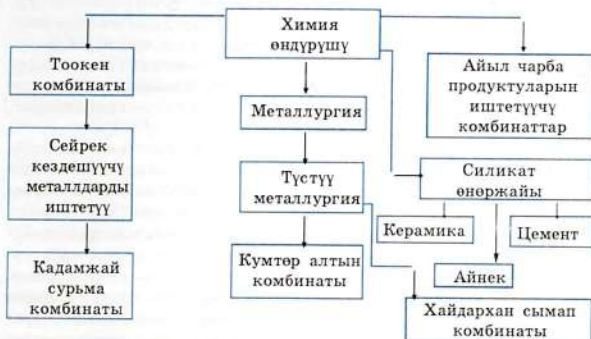 Химия
өндүрүшү
Тоокен
комбинаты
Сейрек
кездешүүчү
металлдарды
иштетүү
Кадамжай
сурьма
комбинаты
Металлургия
Түстүү
металлургия
Кумтөр алтын
комбинаты
Айыл чарба
продуктуларын
иштетүүчү
комбинаттар
Силикат
өнөржайы
Керамика
Цемент
Айнек
Хайдархан сымап
комбинаты